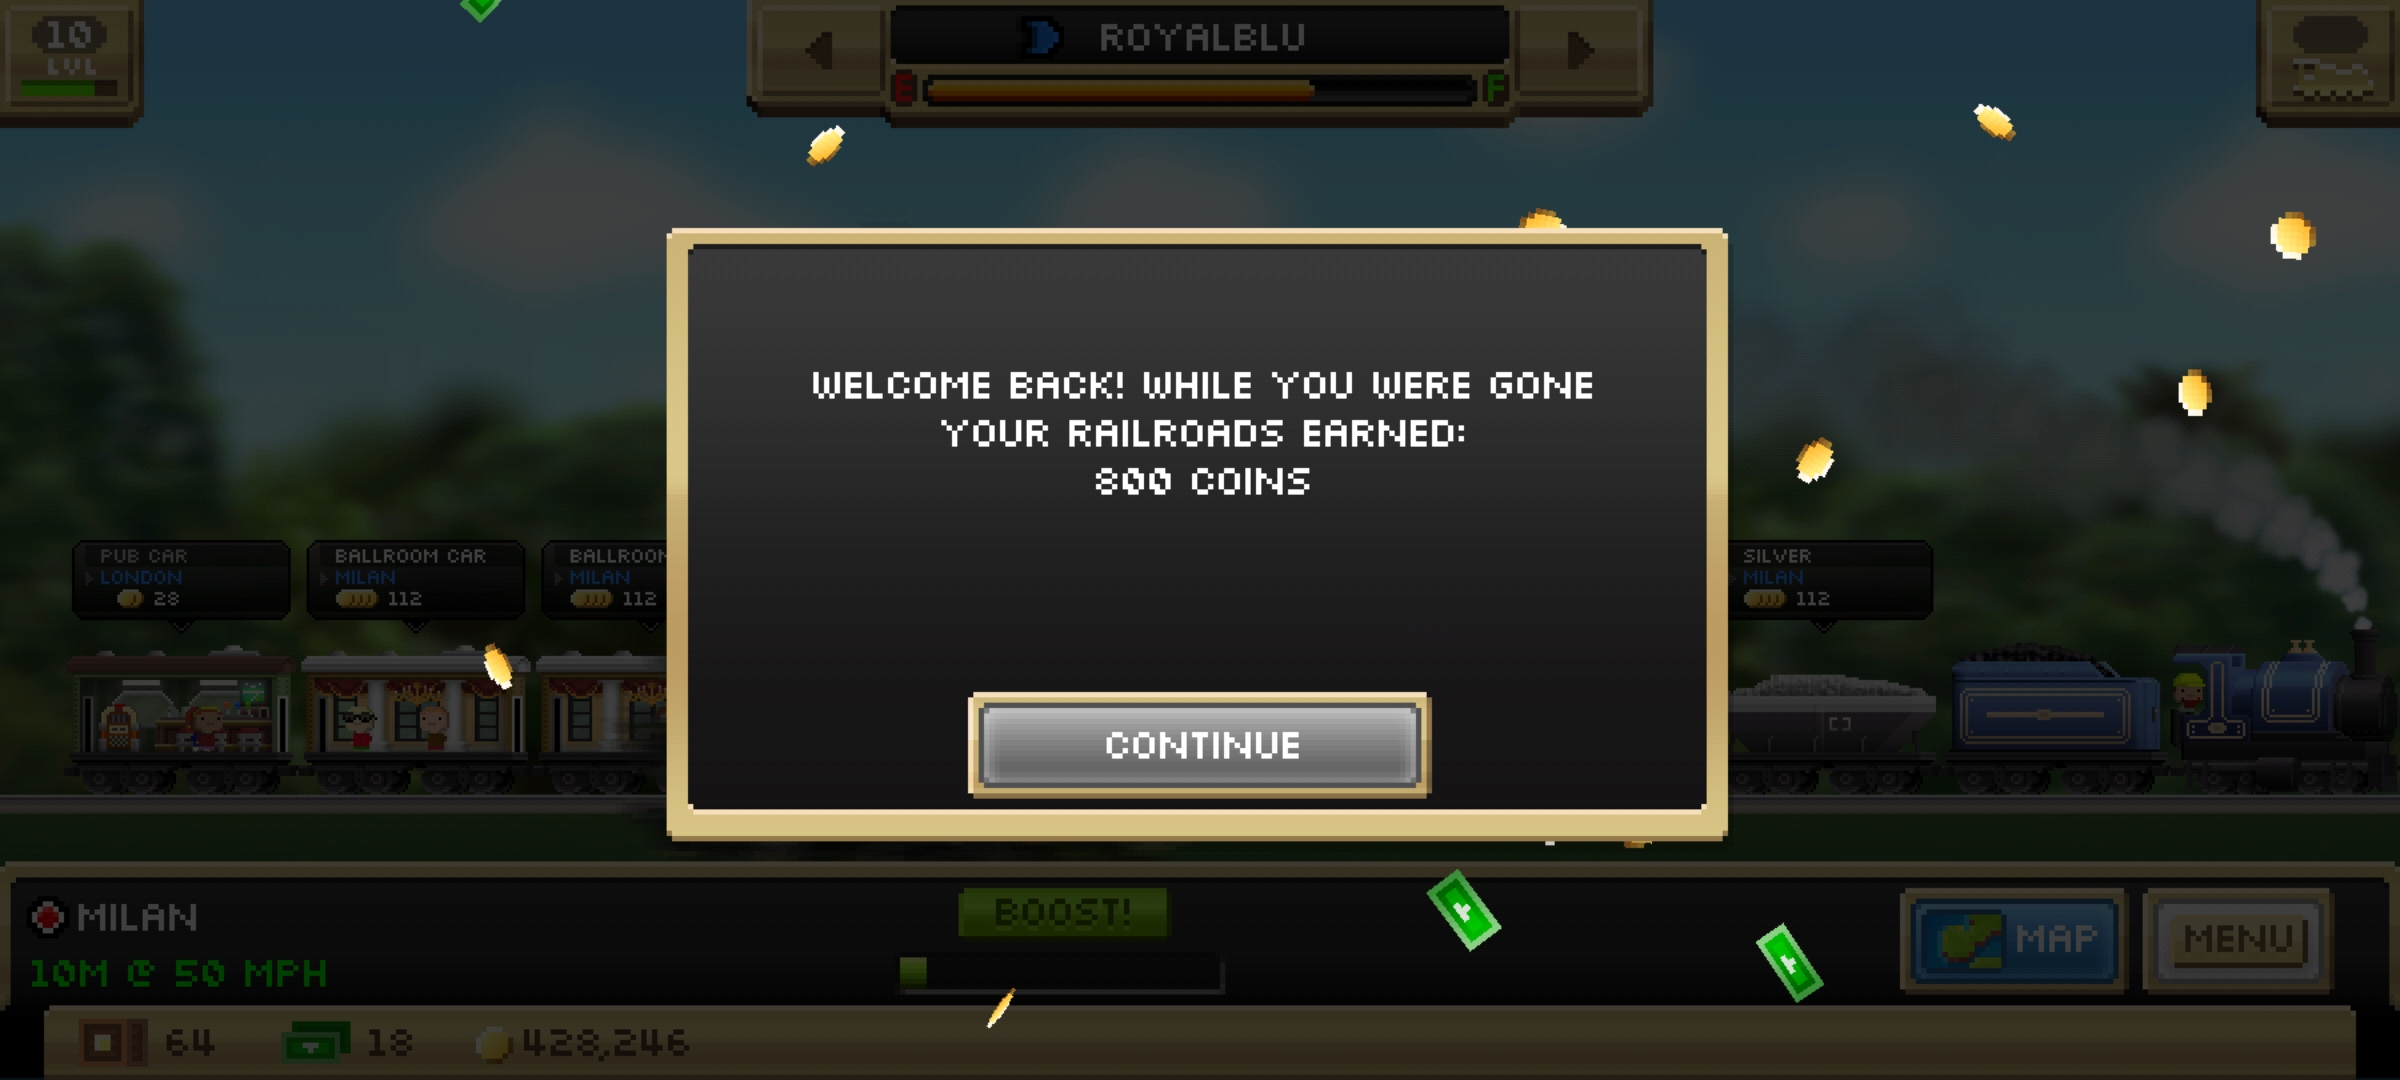 10
LVL
ROYALBLU
E
F
WELCOME BACK! WHILE YOU WERE GONE
YOUR RAILROADS EARNED:
800 COINS
PUB CAR
LONDON
28
BALLROOM CAR
MILAN
112
BALLROOM
MILAN
112
SILVER
MILAN
112
CONTINUE
MILAN
10M @ 50 MPH
BOOST!
MAP
MENU
64
18
428,246